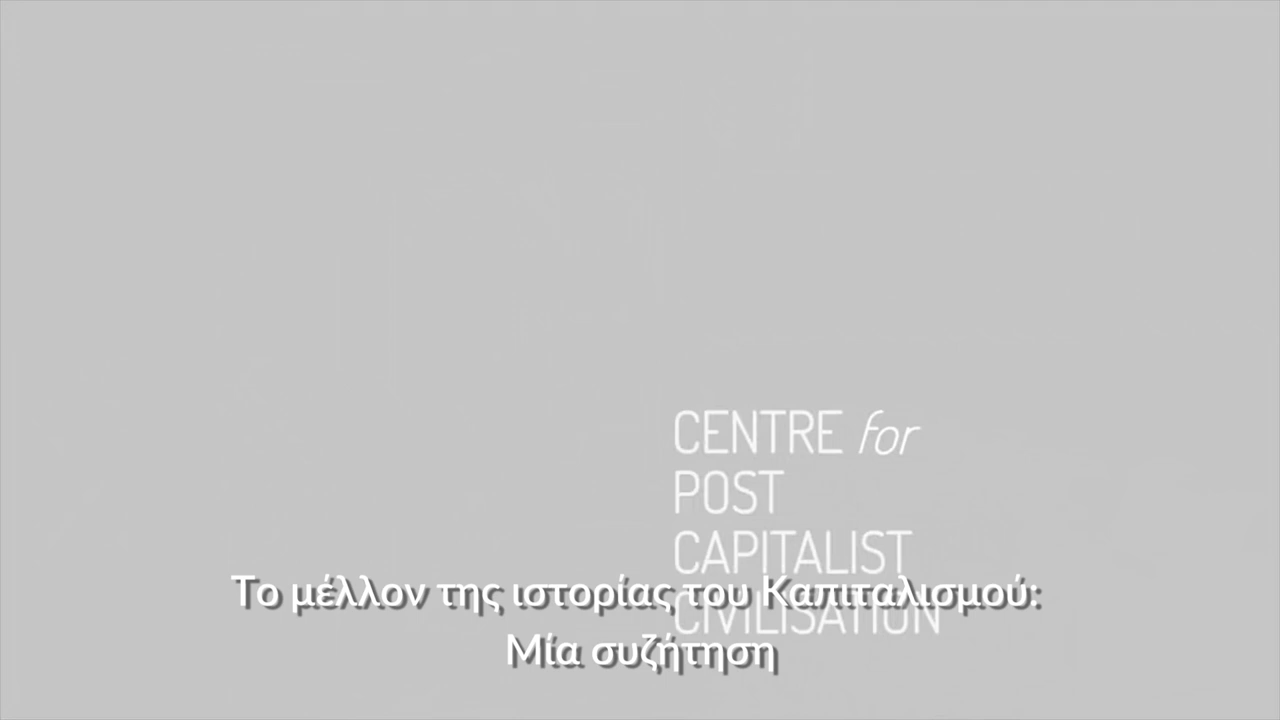 CENTRE for
POST
CAPITALIST
CIVILISATION
Το μέλλον της ιστορίας του Καπιταλισμού:
Μία συζήτηση